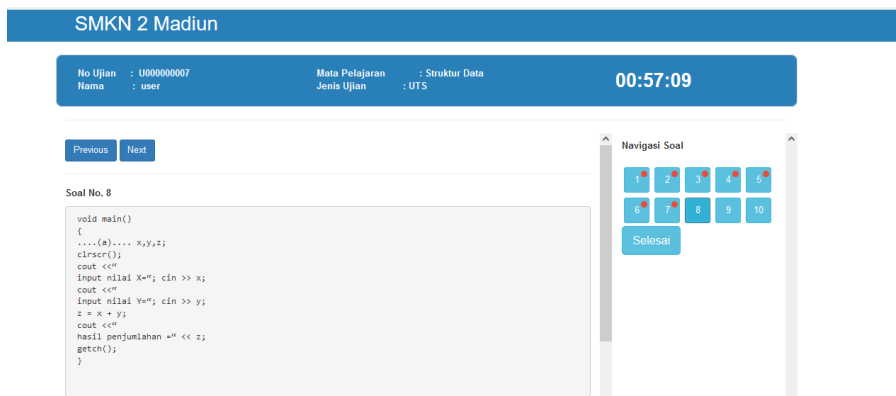 SMKN 2 Madiun
No Ujian : U000000007
Nama : user
Mata Pelajaran : Struktur Data
Jenis Ujian : UTS
00:57:09
Previous Next
Soal No. 8
void main()
{
....(a).... x,y,z;
clrscr();
cout <<“
input nilai X=“; cin >> x;
cout <<“
input nilai Y=“; cin >> y;
z = x + y;
cout <<“
hasil penjumlahan =“ << z;
getch();
}
Navigasi Soal
1 2 3 4 5
6 7 8 9 10
Selesai